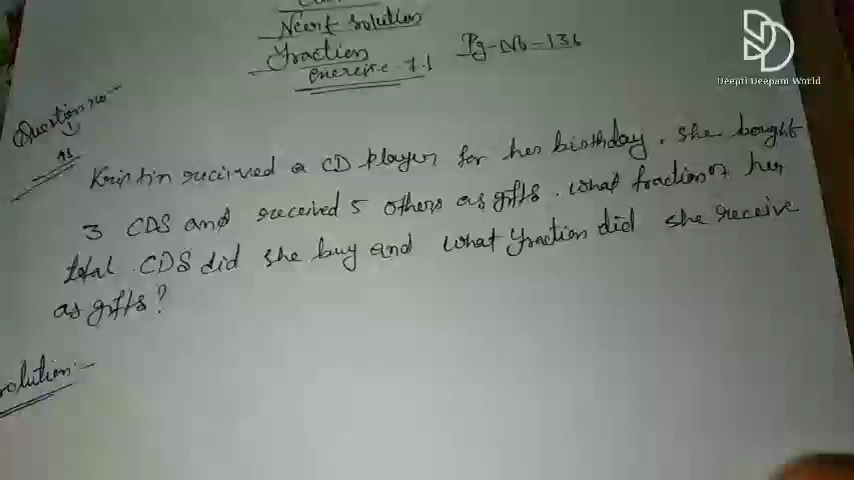 Ncert solution
Fraction
exercise 7.1
Pg-No-136
Deepti Deepam World
Question no-
11
Kristin recirved a CD player for her birthday. She bought
3 CDS and received 5 others as gifts. What fraction of her
total CDS did she buy and what fraction did she receive
as gifts?
solution:-